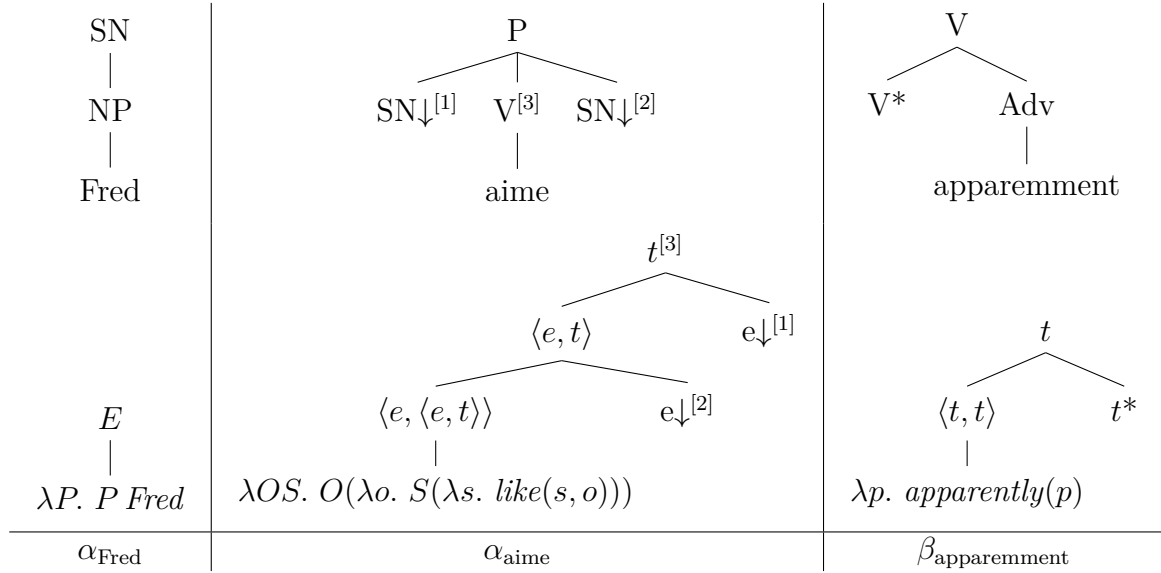 SN
NP
Fred
P
SN↓[1] V[3] SN↓[2]
aime
V
V* Adv
apparemment
E
λP. P Fred
t[3]
⟨e, t⟩ e↓[1]
⟨e, ⟨e, t⟩⟩ e↓[2]
λOS. O(λo. S(λs. like(s, o)))
t
⟨t, t⟩ t*
λp. apparently(p)
αFred αaime βapparemment